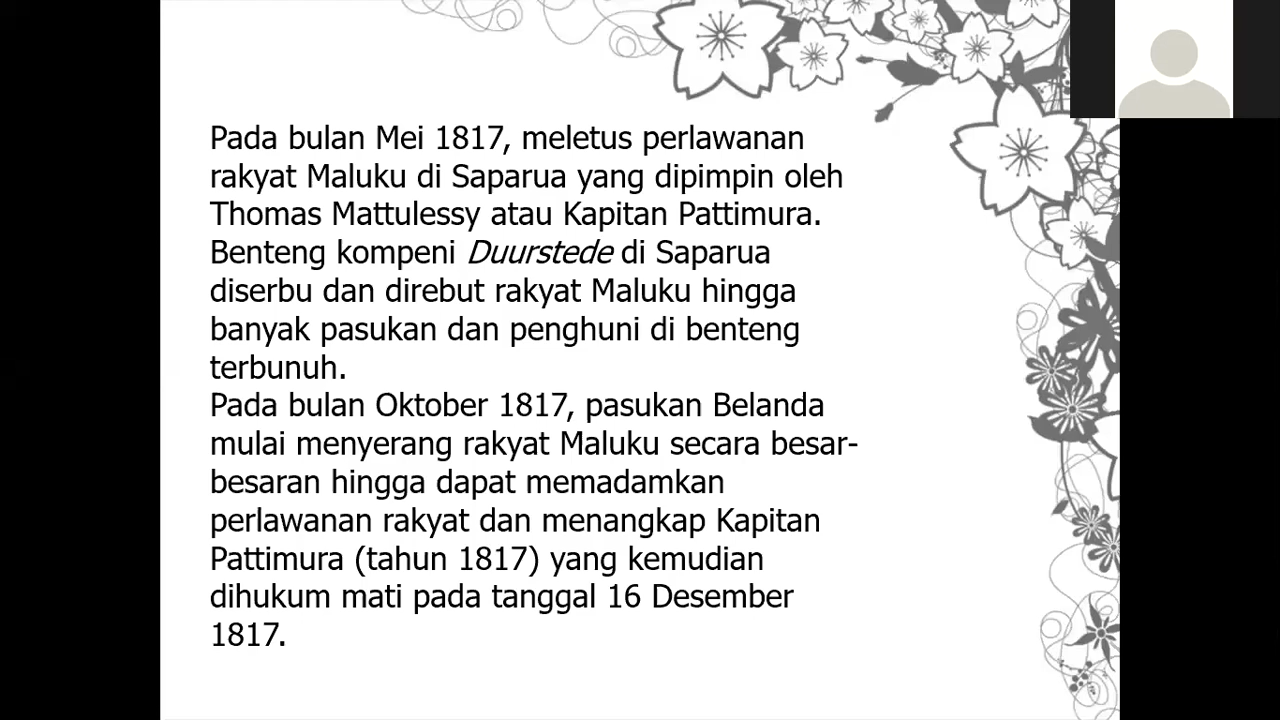 Pada bulan Mei 1817, meletus perlawanan
rakyat Maluku di Saparua yang dipimpin oleh
Thomas Mattulessy atau Kapitan Pattimura.
Benteng kompeni Duurstede di Saparua
diserbu dan direbut rakyat Maluku hingga
banyak pasukan dan penghuni di benteng
terbunuh.
Pada bulan Oktober 1817, pasukan Belanda
mulai menyerang rakyat Maluku secara besar-
besaran hingga dapat memadamkan
perlawanan rakyat dan menangkap Kapitan
Pattimura (tahun 1817) yang kemudian
dihukum mati pada tanggal 16 Desember
1817.